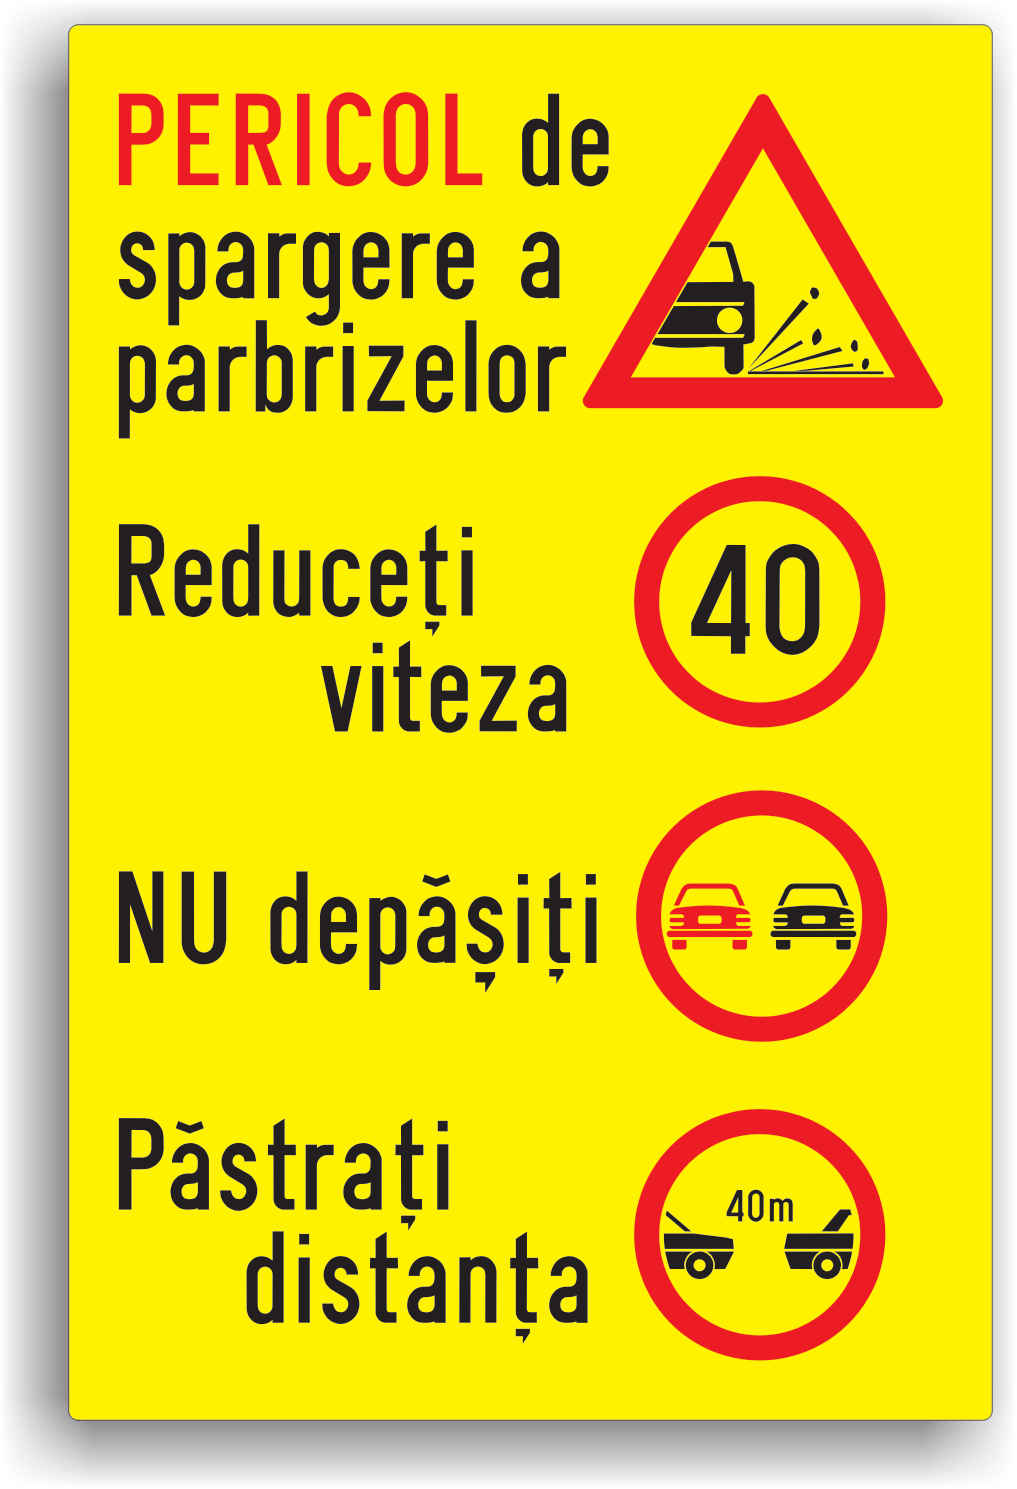 PERICOL de
spargere a
parbrizelor
Reduceți
viteza
40
NU depășiți
Păstrați
distanța
40m